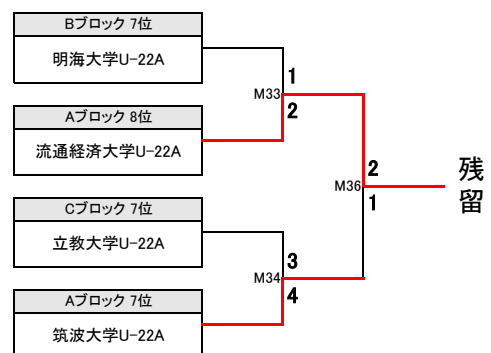 Bブロック 7位
明海大学U-22A
1
M33
2
Aブロック 8位
流通経済大学U-22A
2
M36
1
残留
Cブロック 7位
立教大学U-22A
3
M34
4
Aブロック 7位
筑波大学U-22A